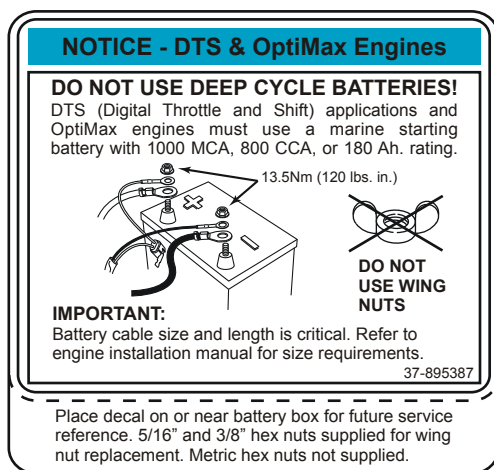 NOTICE - DTS & OptiMax Engines
DO NOT USE DEEP CYCLE BATTERIES!
DTS (Digital Throttle and Shift) applications and
OptiMax engines must use a marine starting
battery with 1000 MCA, 800 CCA, or 180 Ah. rating.
13.5Nm (120 lbs. in.)
DO NOT
USE WING
NUTS
IMPORTANT:
Battery cable size and length is critical. Refer to
engine installation manual for size requirements.
37-895387
Place decal on or near battery box for future service
reference. 5/16” and 3/8” hex nuts supplied for wing
nut replacement. Metric hex nuts not supplied.